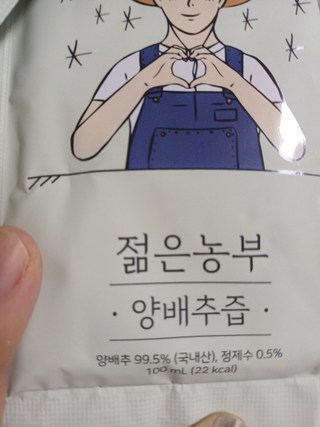 젊은농부
· 양배추즙 ·
양배추 99.5% (국내산), 정제수 0.5%
100 mL (22 kcal)